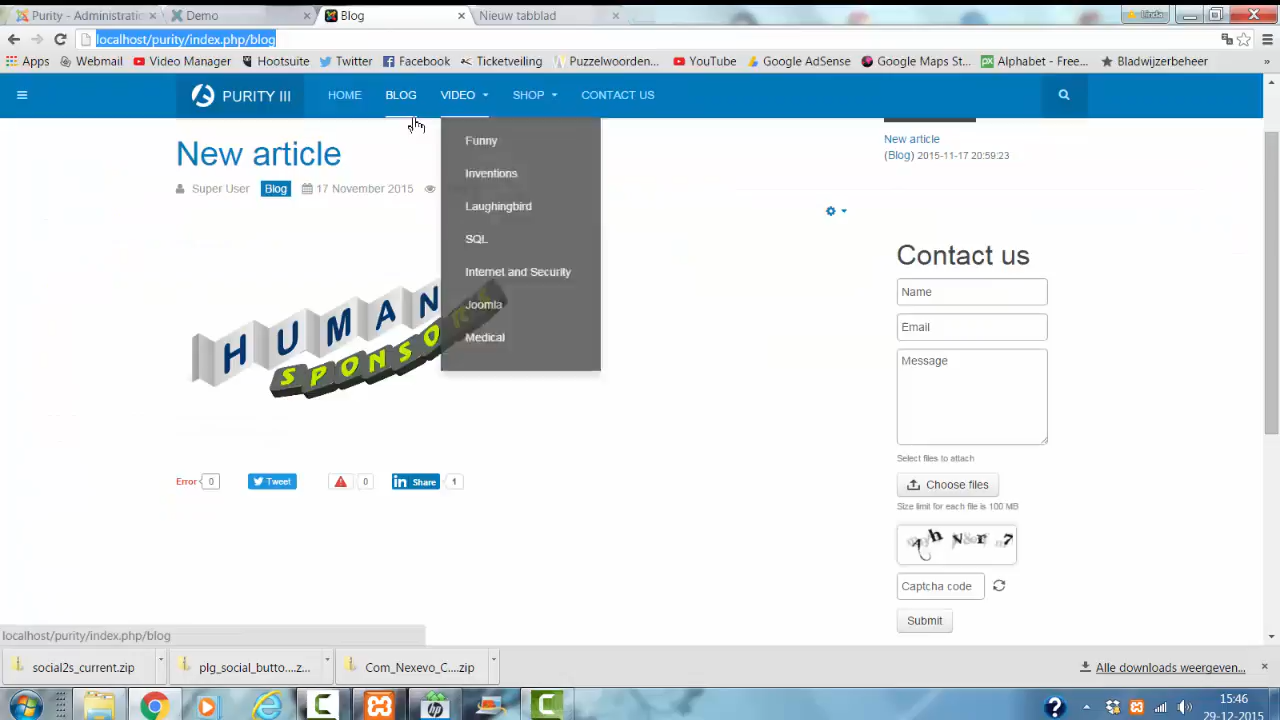 Purity - Administratio
Demo
Blog
Nieuw tabblad
Linda
localhost/purity/index.php/blog
Apps
Webmail
Video Manager
Hootsuite
Twitter
Facebook
Ticketveiling
Puzzelwoorden...
YouTube
Google AdSense
Google Maps St...
Alphabet - Free...
Bladwijzerbeheer
»
PURITY III
HOME
BLOG
VIDEO
SHOP
CONTACT US
Funny
Inventions
Laughingbird
SQL
Internet and Security
Joomla
Medical
New article
Super User
Blog
17 November 2015
HUMAN
SPONSOR
Error 0
Tweet
0
in Share 1
New article
(Blog) 2015-11-17 20:59:23
Contact us
Name
Email
Message
Select files to attach
Choose files
Size limit for each file is 100 MB
Captcha code
Submit
localhost/purity/index.php/blog
social2s_current.zip
plg_social_butto....z...
Com_Nexevo_C....zip
Alle downloads weergeven...
15:46
29-12-2015